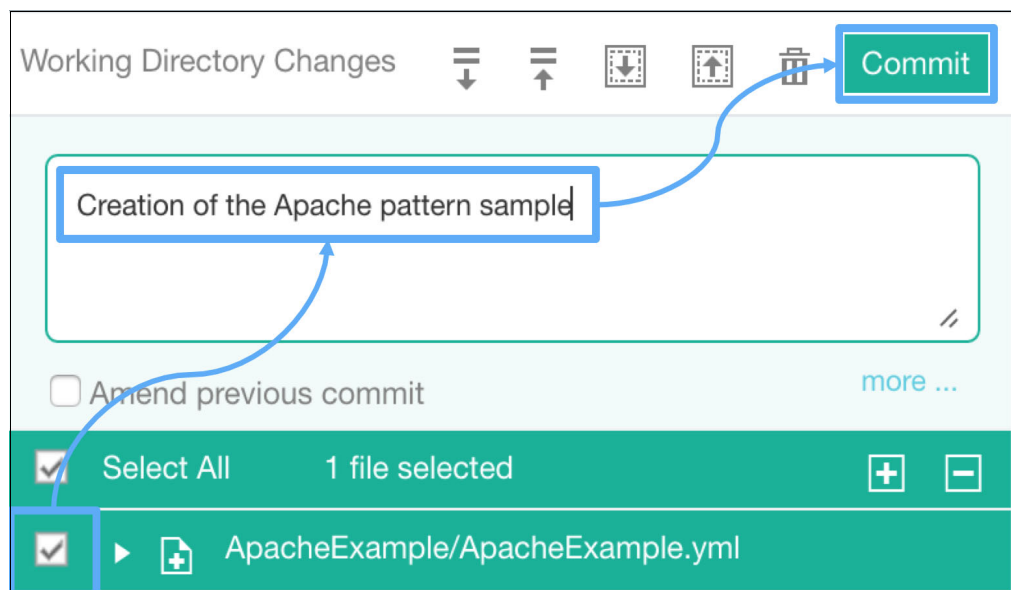 Working Directory Changes
Commit
Creation of the Apache pattern sample
Amend previous commit
more ...
Select All 1 file selected
ApacheExample/ApacheExample.yml